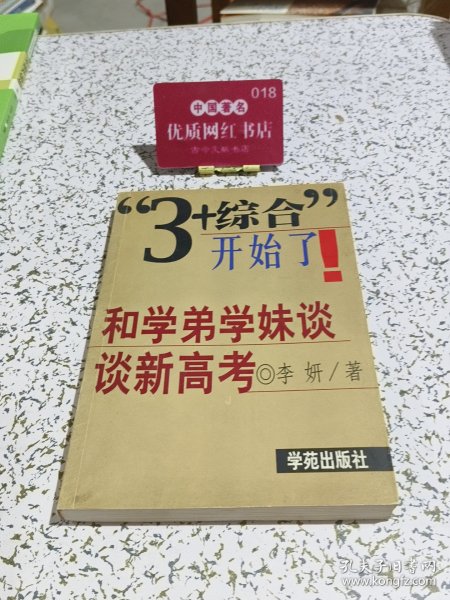 018
中国著名
优质网红书店
“3+综合”
开始了!
和学弟学妹谈
谈新高考◎李妍/著
学苑出版社
孔夫子旧书网
www.kongfz.com